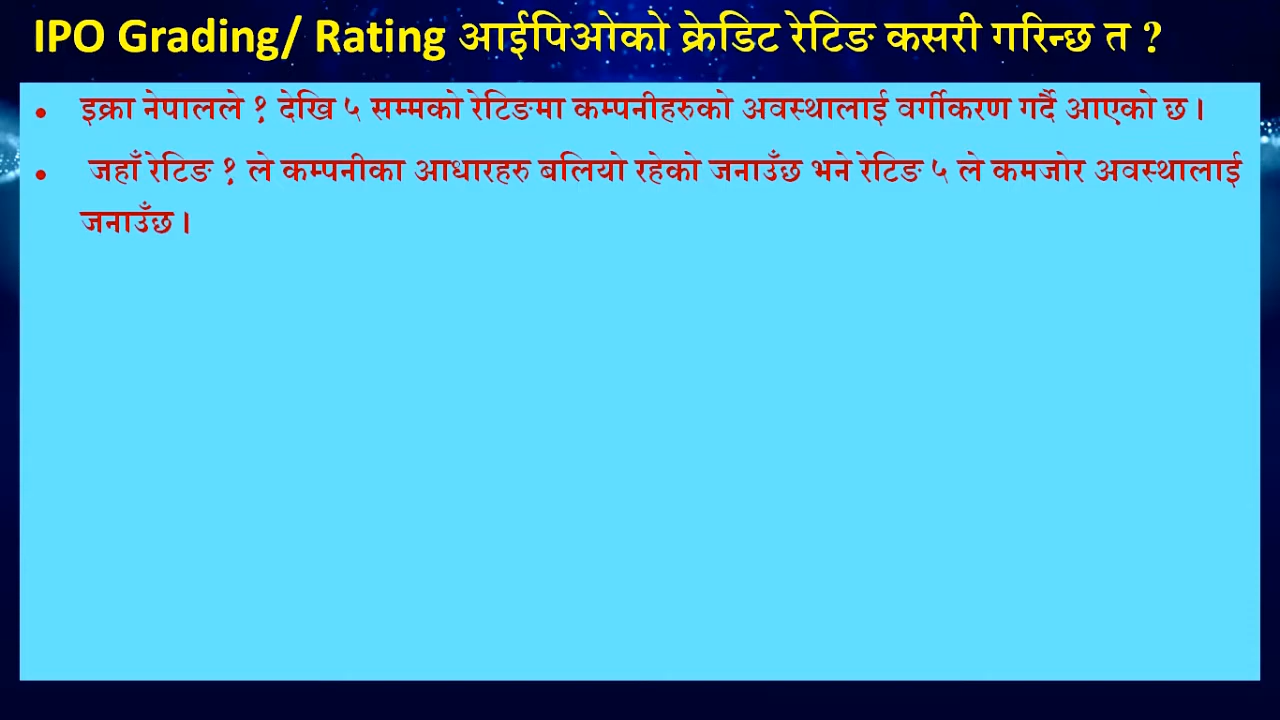 IPO Grading/ Rating आईपिओको क्रेडिट रेटिङ कसरी गरिन्छ त ?
• इक्रा नेपालले १ देखि ५ सम्मको रेटिङमा कम्पनीहरुको अवस्थालाई वर्गीकरण गर्दै आएको छ।
• जहाँ रेटिङ १ ले कम्पनीका आधारहरु बलियो रहेको जनाउँछ भने रेटिङ ५ ले कमजोर अवस्थालाई
जनाउँछ।